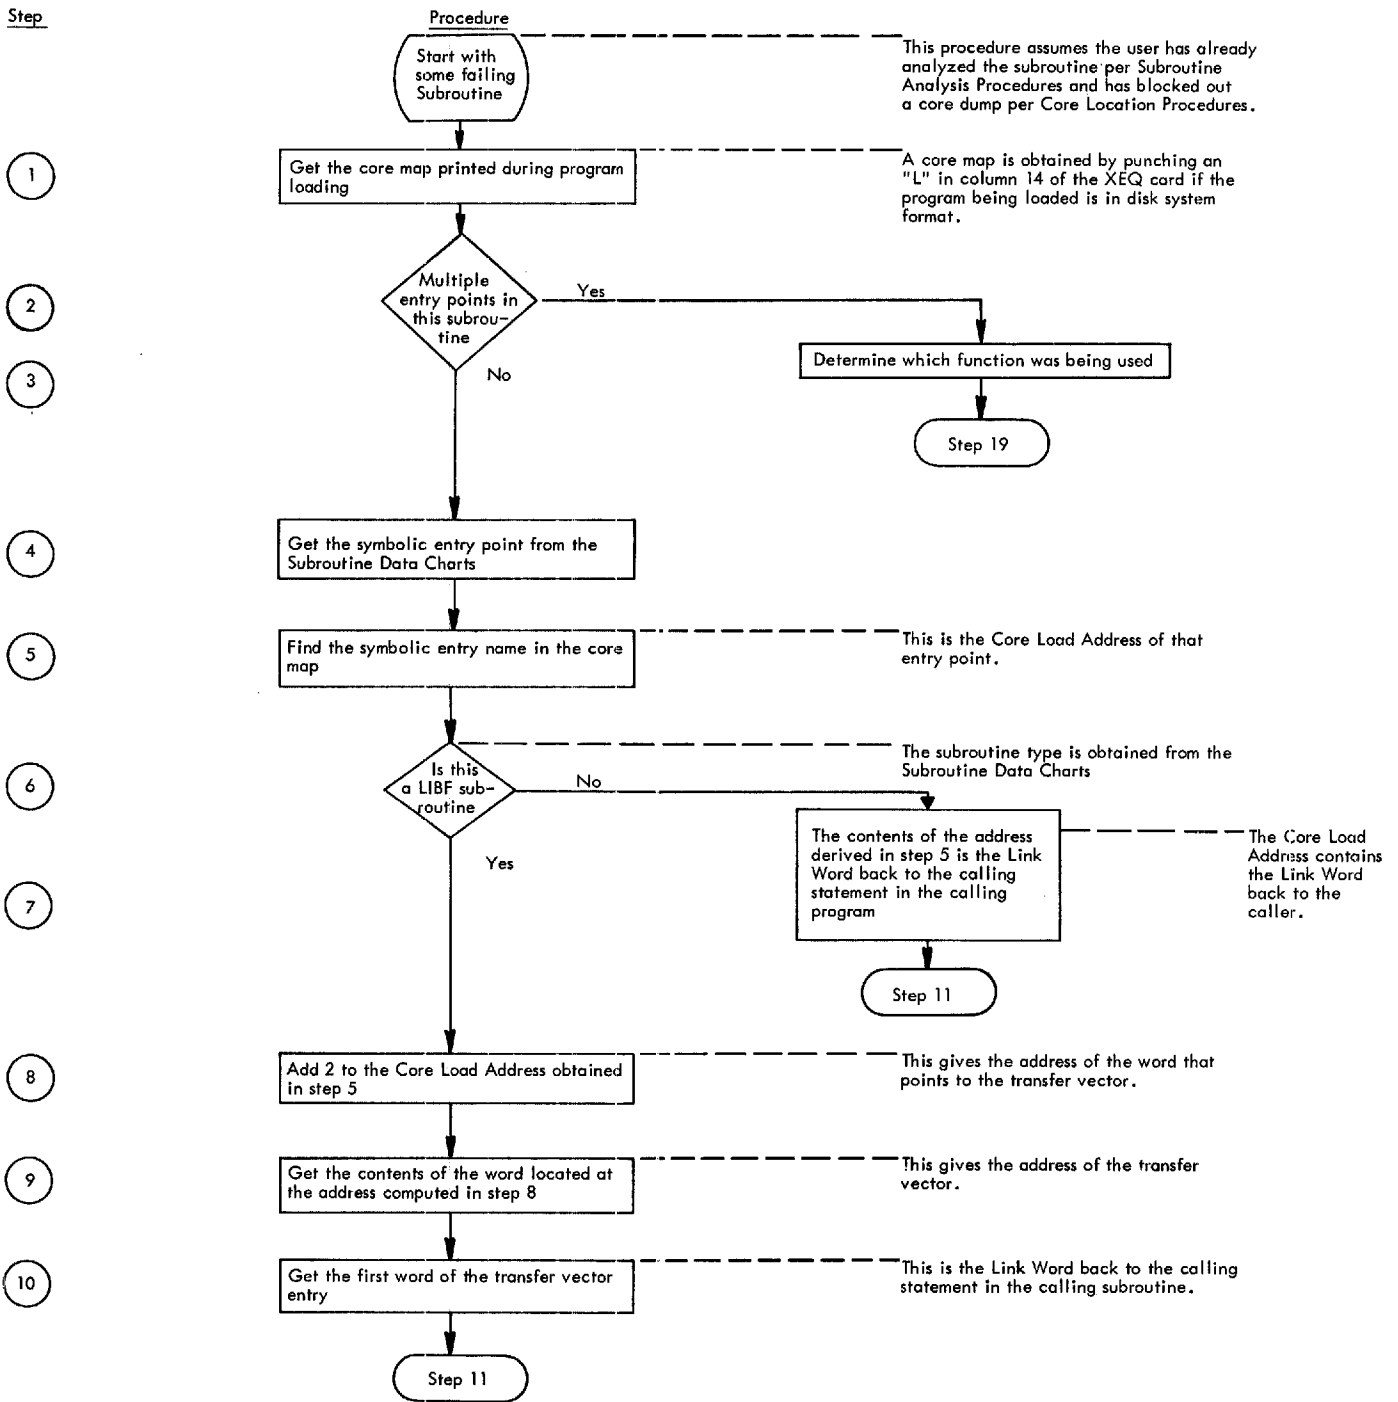 Step
Procedure
Start with
some failing
Subroutine
This procedure assumes the user has already
analyzed the subroutine per Subroutine
Analysis Procedures and has blocked out
a core dump per Core Location Procedures.
1
Get the core map printed during program
loading
A core map is obtained by punching an
"L" in column 14 of the XEQ card if the
program being loaded is in disk system
format.
2
Multiple
entry points in
this subrou-
tine
Yes
No
3
Determine which function was being used
Step 19
4
Get the symbolic entry point from the
Subroutine Data Charts
5
Find the symbolic entry name in the core
map
This is the Core Load Address of that
entry point.
6
Is this
a LIBF sub-
routine
No
Yes
The subroutine type is obtained from the
Subroutine Data Charts
7
The contents of the address
derived in step 5 is the Link
Word back to the calling
statement in the calling
program
The Core Load
Address contains
the Link Word
back to the
caller.
Step 11
8
Add 2 to the Core Load Address obtained
in step 5
This gives the address of the word that
points to the transfer vector.
9
Get the contents of the word located at
the address computed in step 8
This gives the address of the transfer
vector.
10
Get the first word of the transfer vector
entry
This is the Link Word back to the calling
statement in the calling subroutine.
Step 11